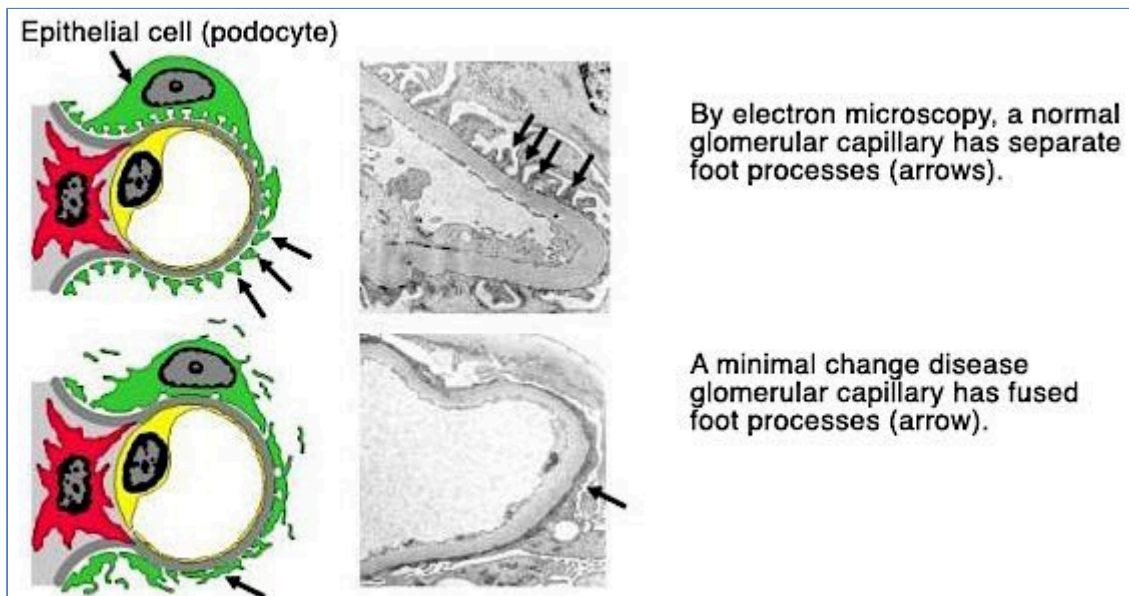 Epithelial cell (podocyte)
By electron microscopy, a normal
glomerular capillary has separate
foot processes (arrows).
A minimal change disease
glomerular capillary has fused
foot processes (arrow).